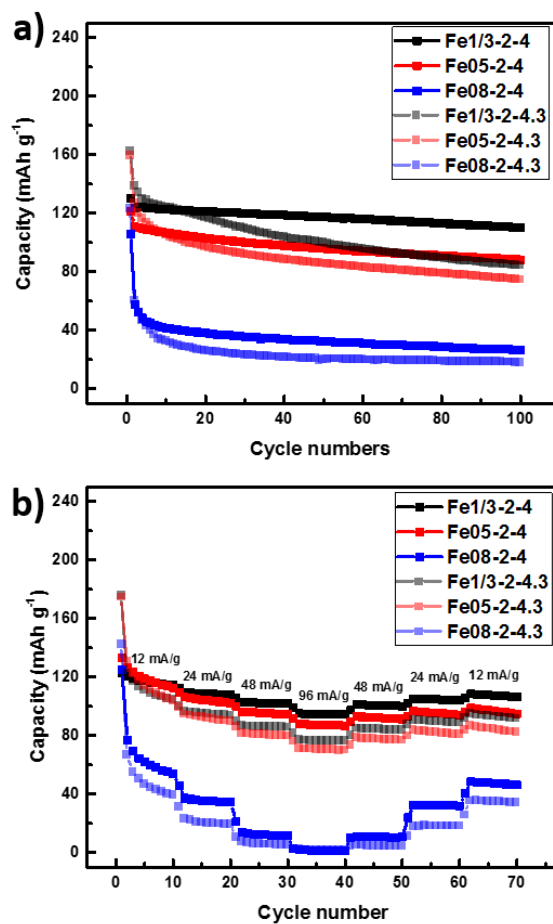 a)
Capacity (mAh g⁻¹)
240
200
160
120
80
40
0
Fe1/3-2-4
Fe05-2-4
Fe08-2-4
Fe1/3-2-4.3
Fe05-2-4.3
Fe08-2-4.3
0 20 40 60 80 100
Cycle numbers
b)
Capacity (mAh g⁻¹)
240
200
160
120
80
40
0
Fe1/3-2-4
Fe05-2-4
Fe08-2-4
Fe1/3-2-4.3
Fe05-2-4.3
Fe08-2-4.3
12 mA/g 24 mA/g 48 mA/g 96 mA/g 48 mA/g 24 mA/g 12 mA/g
0 10 20 30 40 50 60 70
Cycle number